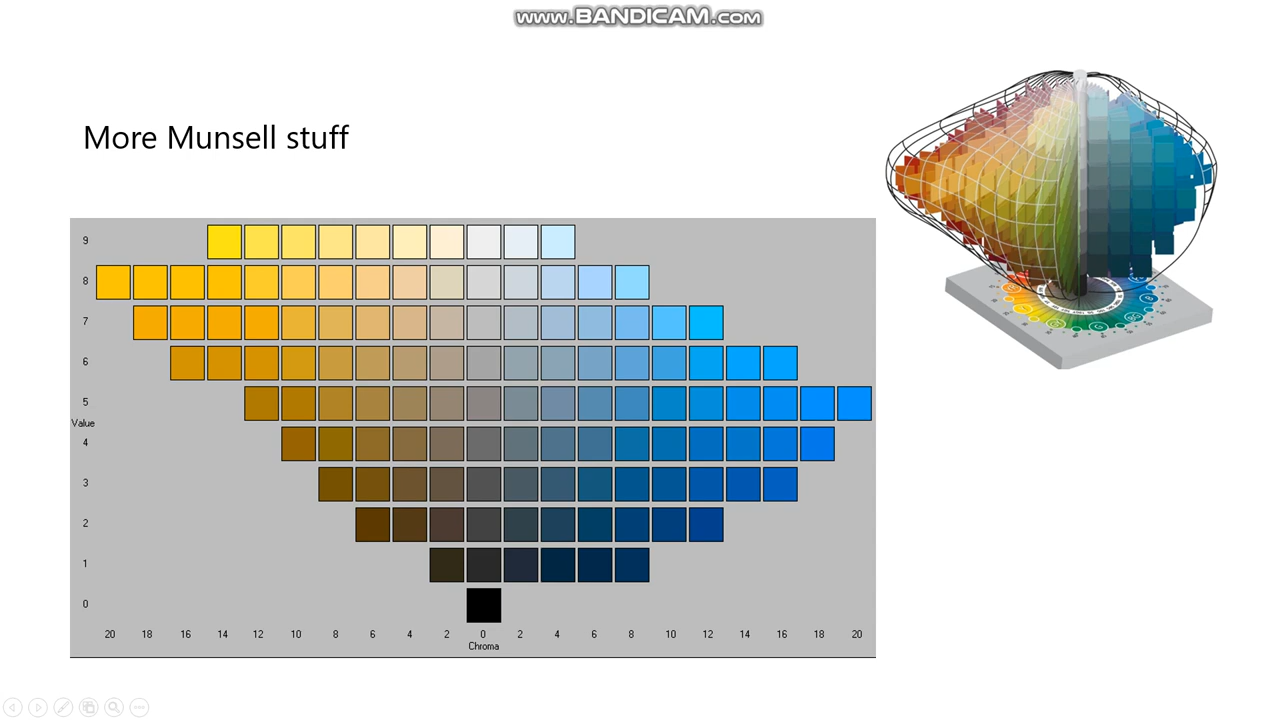 www.BANDICAM.com
More Munsell stuff
9
8
7
6
5
Value
4
3
2
1
0
20 18 16 14 12 10 8 6 4 2 0 2 4 6 8 10 12 14 16 18 20
Chroma